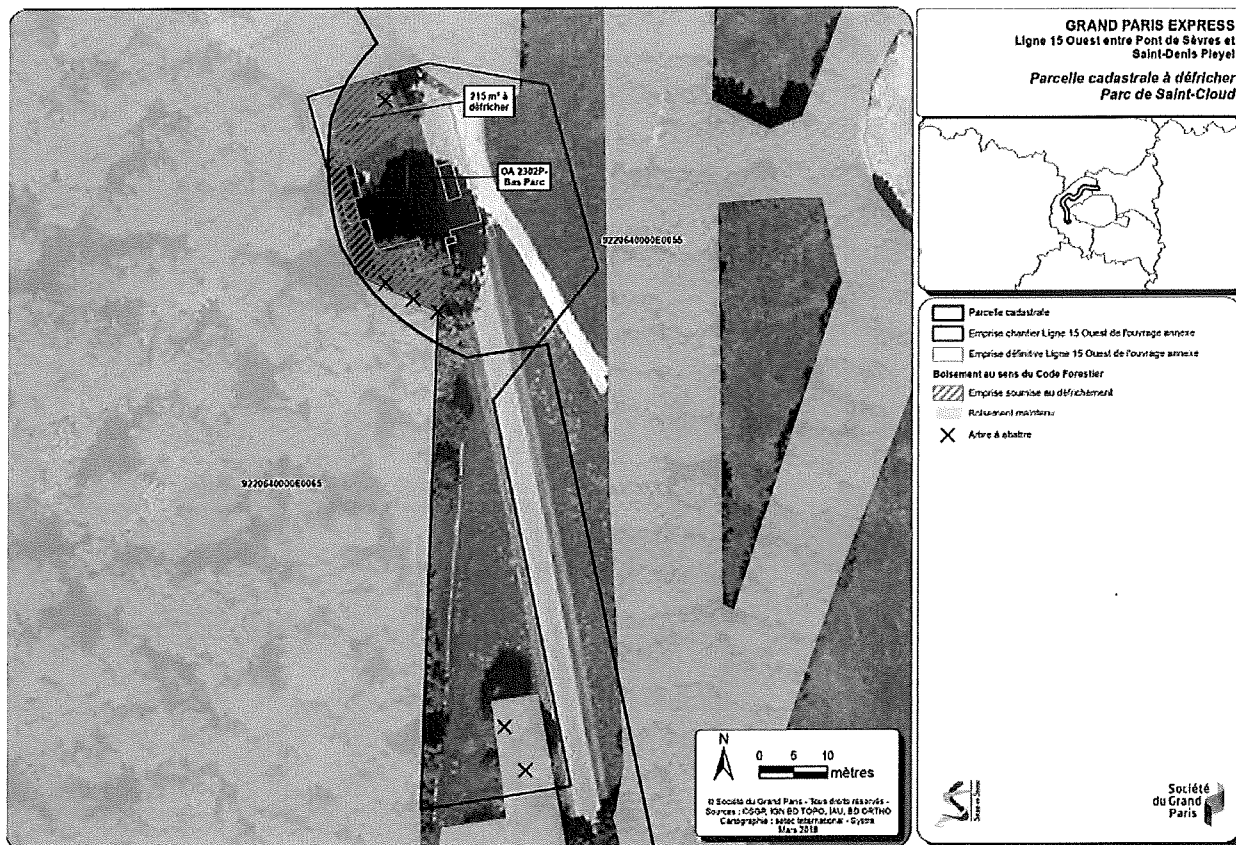 GRAND PARIS EXPRESS
Ligne 15 Ouest entre Pont de Sèvres et
Saint-Denis Pleyel
Parcelle cadastrale à défricher
Parc de Saint-Cloud
215 m² à
défricher
OA 2302P-
Bas Parc
9220640000E0055
9220640000E0065
Parcelle cadastrale
Emprise chantier Ligne 15 Ouest de l'ouvrage annexe
Emprise définitive Ligne 15 Ouest de l'ouvrage annexe
Boisement au sens du Code Forestier
Emprise soumise au défrichement
Boisement maintenu
Arbre à abattre
N
0 5 10
mètres
© Société du Grand Paris - Tous droits réservés -
Sources : ©SGP, IGN BD TOPO, IAU, BD ORTHO
Cartographie : setec international - Systra
Mars 2018
Société
du Grand
Paris